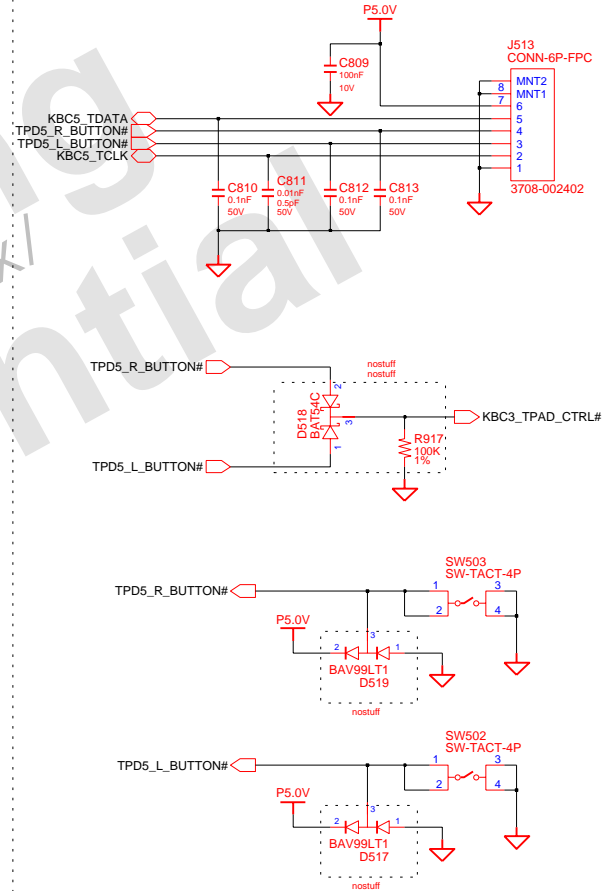 P5.0V
J513
CONN-6P-FPC
C809
100nF
10V
MNT2
8
MNT1
7
6
KBC5_TDATA
5
TPD5_R_BUTTON#
4
TPD5_L_BUTTON#
3
KBC5_TCLK
2
1
C810
0.1nF
50V
C811
0.01nF
0.5pF
50V
C812
0.1nF
50V
C813
0.1nF
50V
3708-002402
ntial
TPD5_R_BUTTON#
nostuff
nostuff
2
D518
BAT54C
3
KBC3_TPAD_CTRL#
R917
100K
1%
1
TPD5_L_BUTTON#
SW503
SW-TACT-4P
TPD5_R_BUTTON#
1
3
2
4
P5.0V
3
2
1
BAV99LT1
D519
nostuff
SW502
SW-TACT-4P
TPD5_L_BUTTON#
1
3
2
4
P5.0V
3
2
1
BAV99LT1
D517
nostuff